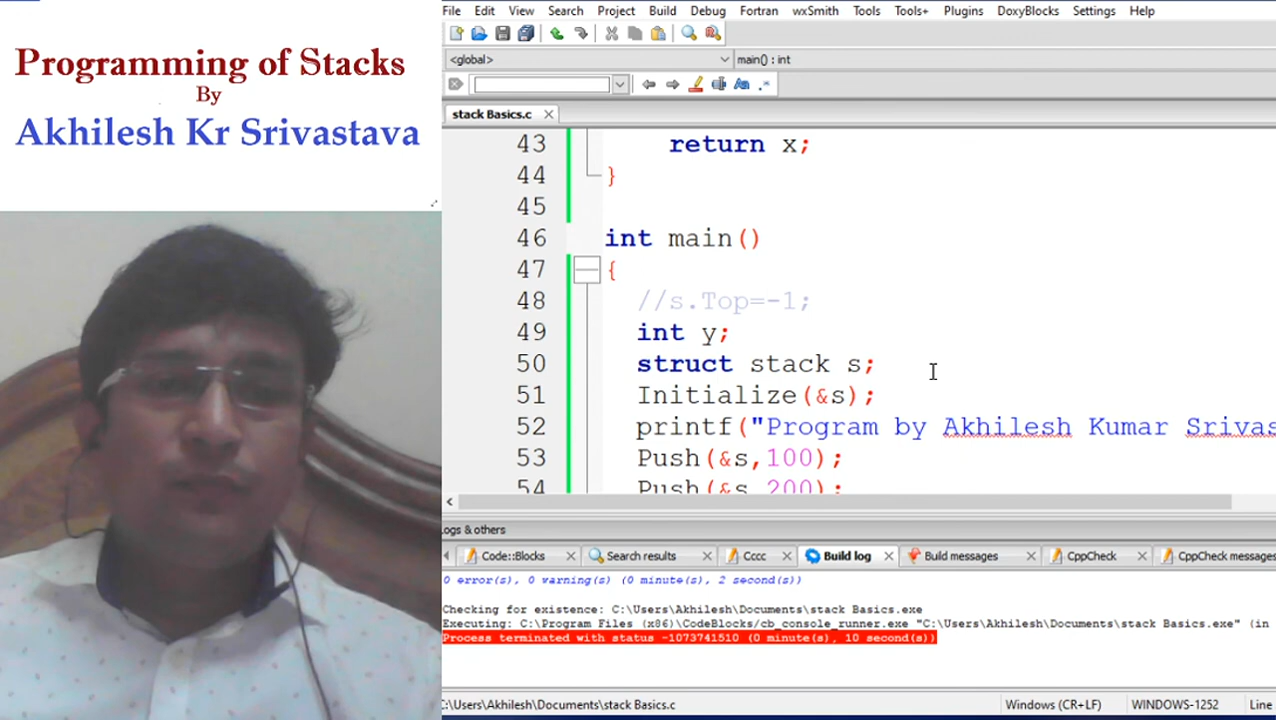 Programming of Stacks
By
Akhilesh Kr Srivastava
File Edit View Search Project Build Debug Fortran wxSmith Tools Tools+ Plugins DoxyBlocks Settings Help
<global> main() : int
stack Basics.c
43 return x;
44 }
45
46 int main()
47 {
48 //s.Top=-1;
49 int y;
50 struct stack s;
51 Initialize(&s);
52 printf("Program by Akhilesh Kumar Srivas
53 Push(&s,100);
54 Push(&s,200);
ogs & others
Code::Blocks Search results Cccc Build log Build messages CppCheck CppCheck messages
0 error(s), 0 warning(s) (0 minute(s), 2 second(s))
Checking for existence: C:\Users\Akhilesh\Documents\stack Basics.exe
Executing: C:\Program Files (x86)\CodeBlocks/cb_console_runner.exe "C:\Users\Akhilesh\Documents\stack Basics.exe" (in
Process terminated with status -1073741510 (0 minute(s), 10 second(s))
:\Users\Akhilesh\Documents\stack Basics.c Windows (CR+LF) WINDOWS-1252 Line